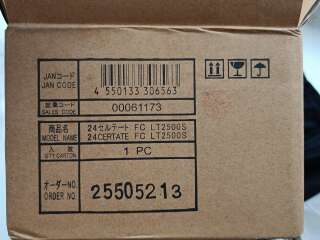 JANコード
JAN CODE
4 550133 306563
営業コード
SALES CODE
00061173
商品名
MODEL NAME
24セルテート FC LT2500S
24CERTATE FC LT2500S
入数
QTY/CARTON
1 PC
オーダーNO.
ORDER NO.
25505213